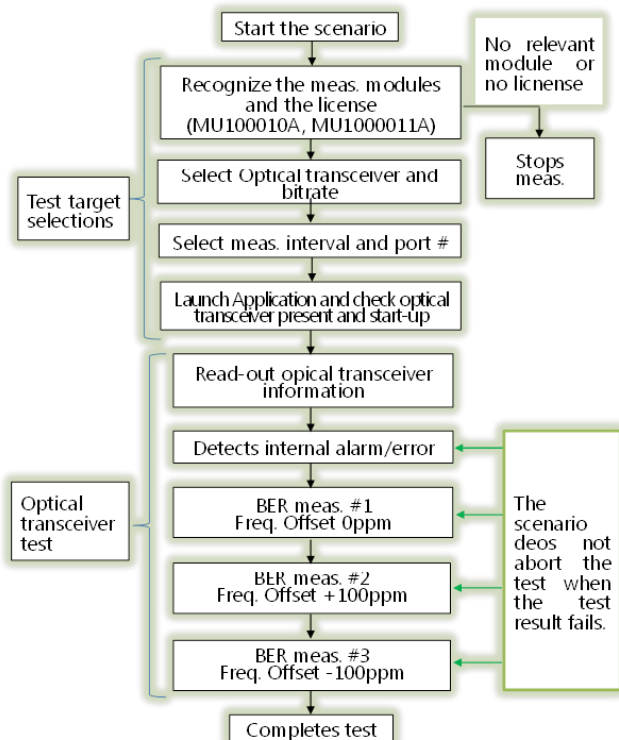 Start the scenario
No relevant
module or
no licnense
Recognize the meas. modules
and the license
(MU100010A, MU1000011A)
Stops
meas.
Test target
selections
Select Optical transceiver and
bitrate
Select meas. interval and port #
Launch Application and check optical
transceiver present and start-up
Read-out opical transceiver
information
Detects internal alarm/error
Optical
transceiver
test
BER meas. #1
Freq. Offset 0ppm
BER meas. #2
Freq. Offset +100ppm
BER meas. #3
Freq. Offset -100ppm
The
scenario
deos not
abort the
test when
the test
result fails.
Completes test